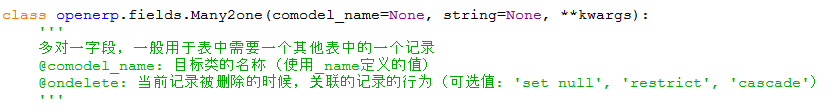 class openerp.fields.Many2one(comodel_name=None, string=None, **kwargs):
'''
多对一字段，一般用于表中需要一个其他表中的一个记录
@comodel_name: 目标类的名称（使用_name定义的值）
@ondelete: 当前记录被删除的时候，关联的记录的行为（可选值：'set null', 'restrict', 'cascade'）
'''